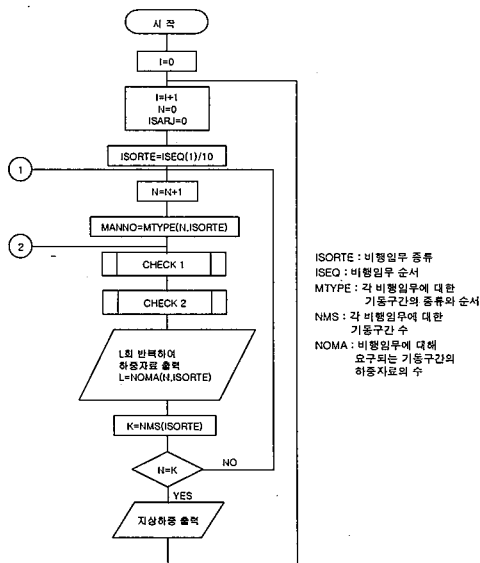 시 작
I=0
I=I+1
N=0
ISARJ=0
ISORTE=ISEQ(1)/10
1
N=N+1
MANNO=MTYPE(N,ISORTE)
2
CHECK 1
CHECK 2
L회 반복하여
하중자료 출력
L=NOMA(N,ISORTE)
K=NMS(ISORTE)
N=K
NO
YES
지상하중 출력
ISORTE : 비행임무 종류
ISEQ : 비행임무 순서
MTYPE : 각 비행임무에 대한
기동구간의 종류와 순서
NMS : 각 비행임무에 대한
기동구간 수
NOMA : 비행임무에 대해
요구되는 기동구간의
하중자료의 수